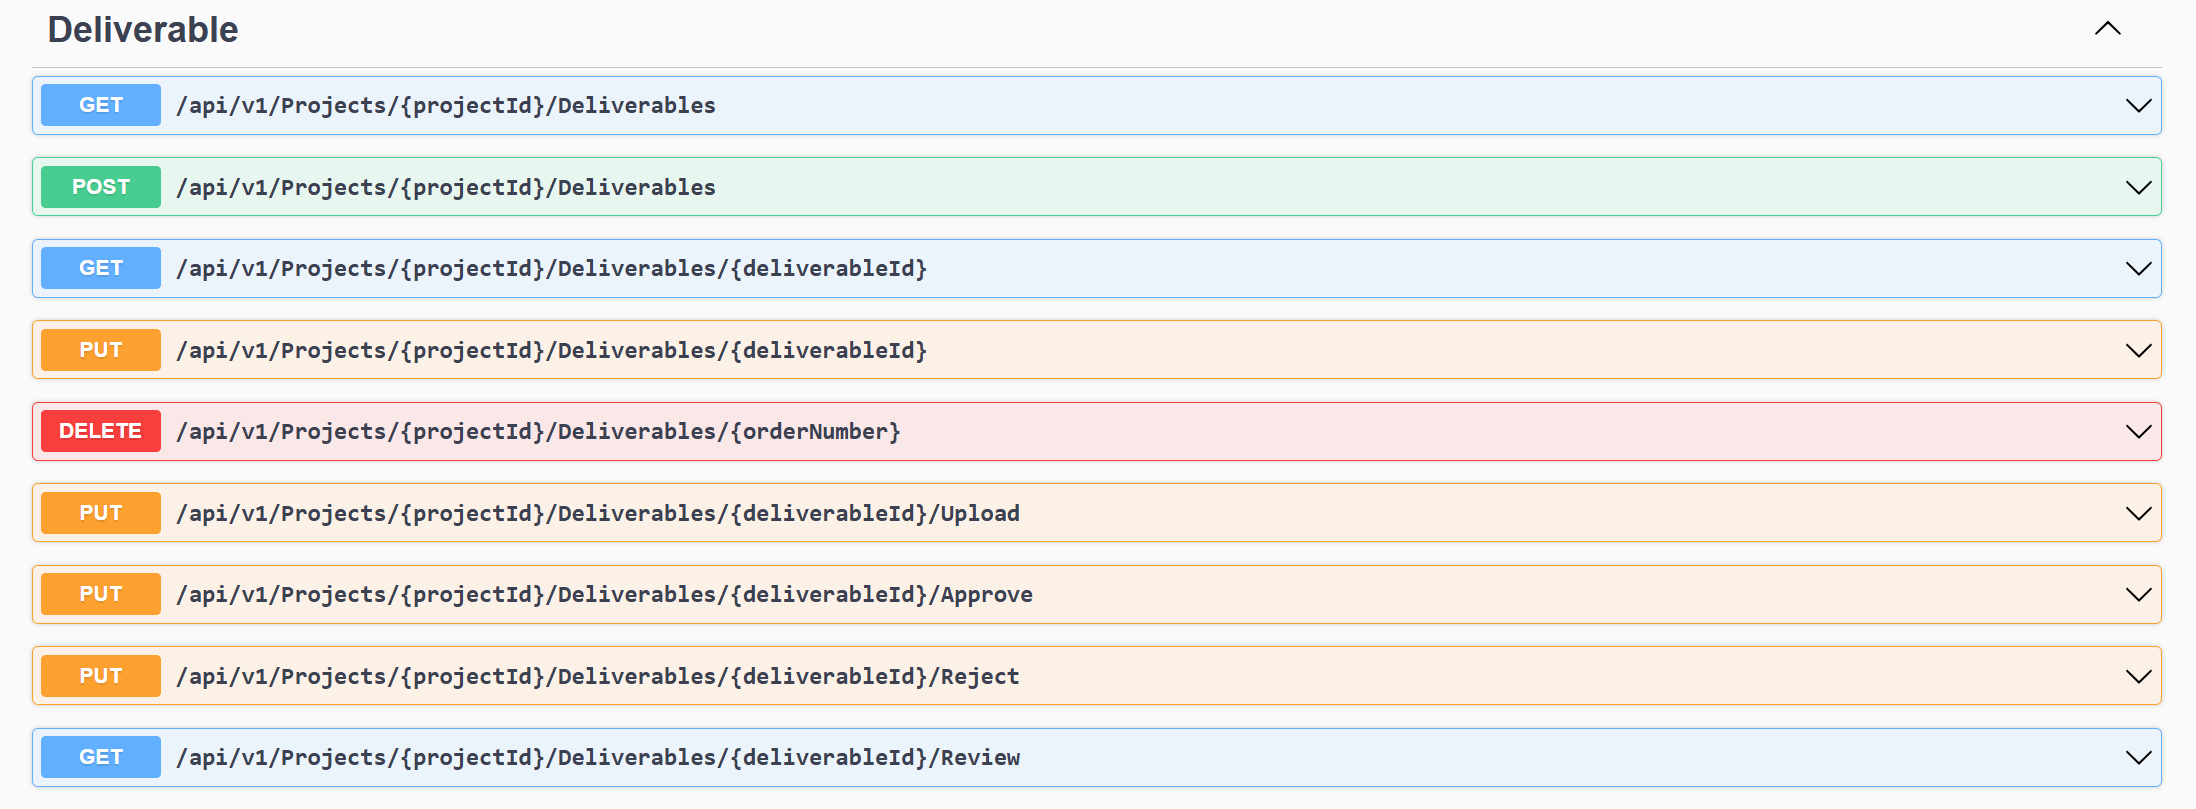 Deliverable
GET /api/v1/Projects/{projectId}/Deliverables
POST /api/v1/Projects/{projectId}/Deliverables
GET /api/v1/Projects/{projectId}/Deliverables/{deliverableId}
PUT /api/v1/Projects/{projectId}/Deliverables/{deliverableId}
DELETE /api/v1/Projects/{projectId}/Deliverables/{orderNumber}
PUT /api/v1/Projects/{projectId}/Deliverables/{deliverableId}/Upload
PUT /api/v1/Projects/{projectId}/Deliverables/{deliverableId}/Approve
PUT /api/v1/Projects/{projectId}/Deliverables/{deliverableId}/Reject
GET /api/v1/Projects/{projectId}/Deliverables/{deliverableId}/Review